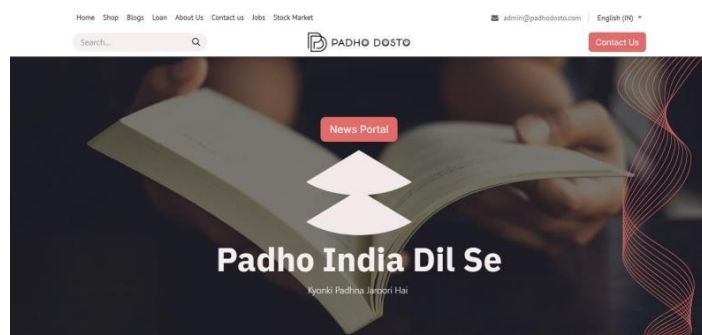 Home Shop Blogs Loan About Us Contact us Jobs Stock Market
admin@padhodosto.com English (IN)
Search...
PADHO DOSTO
Contact Us
News Portal
Padho India Dil Se
Kyonki Padhna Jaroori Hai